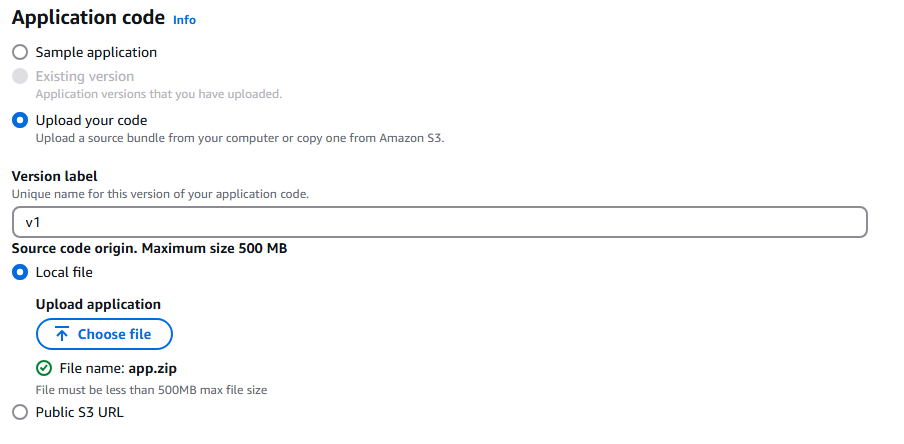 Application code Info
Sample application
Existing version
Application versions that you have uploaded.
Upload your code
Upload a source bundle from your computer or copy one from Amazon S3.
Version label
Unique name for this version of your application code.
v1
Source code origin. Maximum size 500 MB
Local file
Upload application
Choose file
File name: app.zip
File must be less than 500MB max file size
Public S3 URL